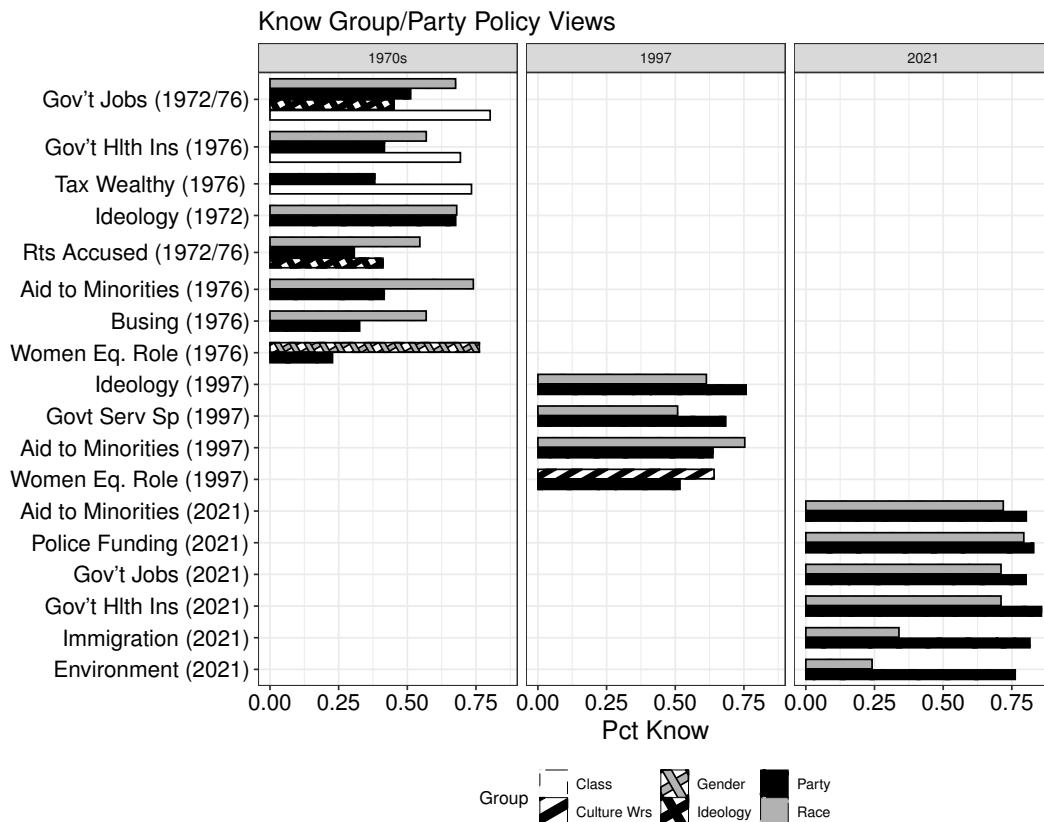 Know Group/Party Policy Views
1970s
1997
2021
Gov't Jobs (1972/76)
Gov't Hlth Ins (1976)
Tax Wealthy (1976)
Ideology (1972)
Rts Accused (1972/76)
Aid to Minorities (1976)
Busing (1976)
Women Eq. Role (1976)
Ideology (1997)
Govt Serv Sp (1997)
Aid to Minorities (1997)
Women Eq. Role (1997)
Aid to Minorities (2021)
Police Funding (2021)
Gov't Jobs (2021)
Gov't Hlth Ins (2021)
Immigration (2021)
Environment (2021)
0.00 0.25 0.50 0.75 0.00 0.25 0.50 0.75 0.00 0.25 0.50 0.75
Pct Know
Group
Class Gender Party
Culture Wrs Ideology Race